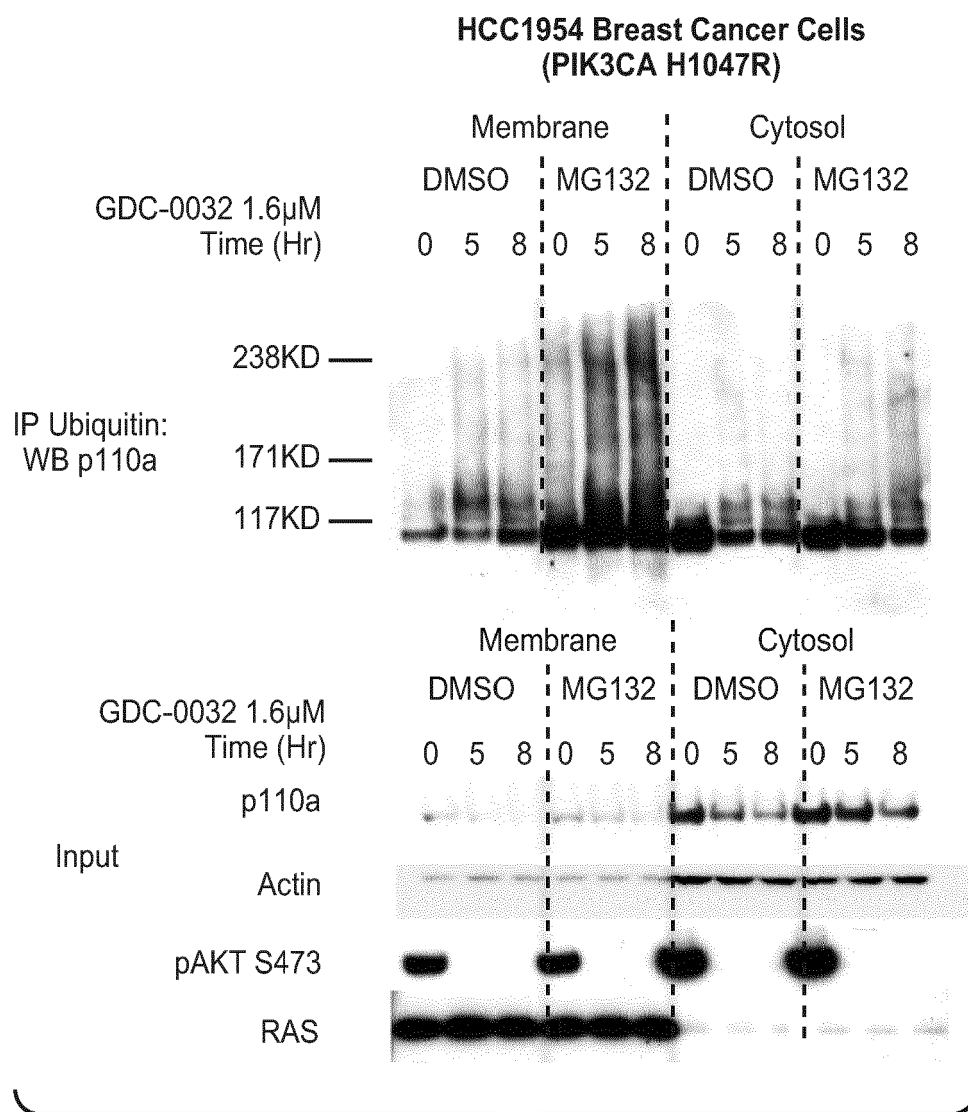 HCC1954 Breast Cancer Cells
(PIK3CA H1047R)
Membrane Cytosol
DMSO MG132 DMSO MG132
GDC-0032 1.6µM
Time (Hr) 0 5 8 0 5 8 0 5 8 0 5 8
238KD
IP Ubiquitin:
WB p110a
171KD
117KD
Membrane Cytosol
DMSO MG132 DMSO MG132
GDC-0032 1.6µM
Time (Hr) 0 5 8 0 5 8 0 5 8 0 5 8
p110a
Input
Actin
pAKT S473
RAS